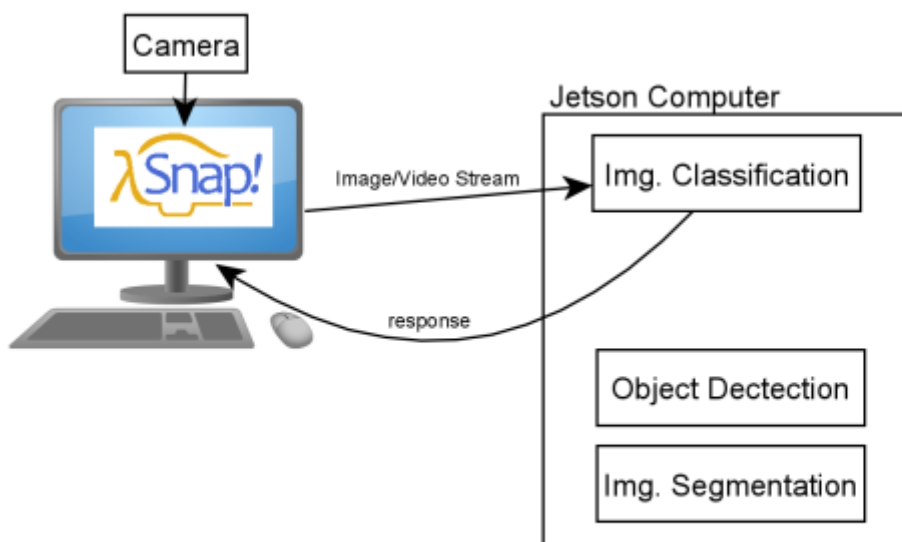 Camera
λSnap!
Jetson Computer
Img. Classification
Image/Video Stream
response
Object Dectection
Img. Segmentation